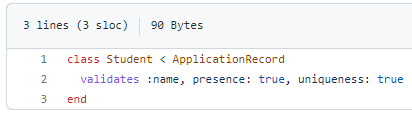 3 lines (3 sloc) 90 Bytes
1 class Student < ApplicationRecord
2 validates :name, presence: true, uniqueness: true
3 end